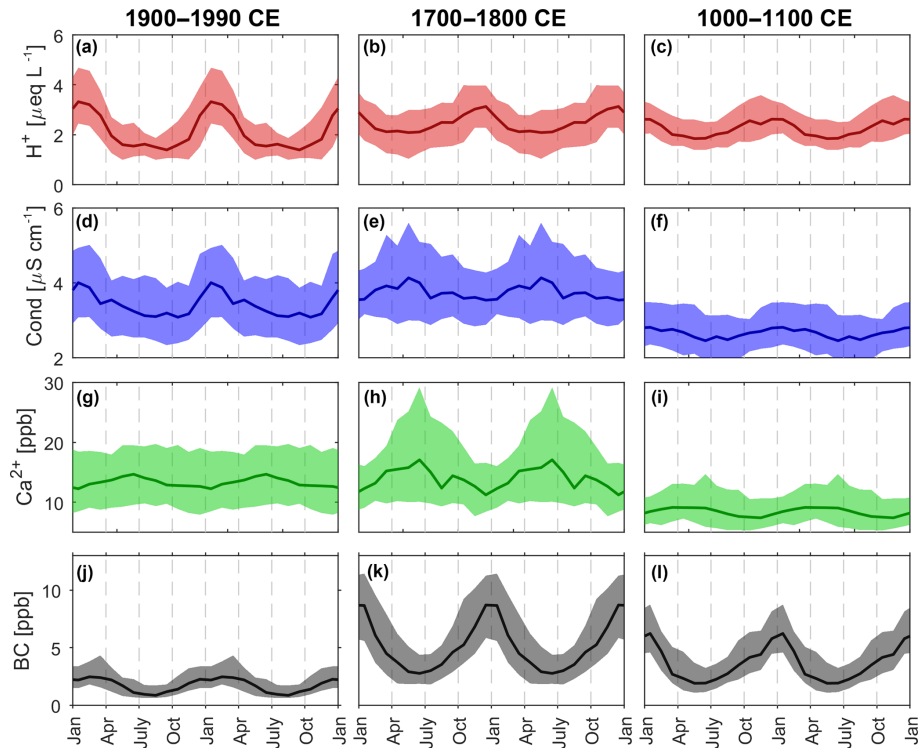 1900–1990 CE 1700–1800 CE 1000–1100 CE
6 (a) (b) (c)
4
2
0
H⁺ [μeq L⁻¹]
6 (d) (e) (f)
4
2
Cond [μS cm⁻¹]
30 (g) (h) (i)
20
10
Ca²⁺ [ppb]
(j) (k) (l)
10
5
0
BC [ppb]
Jan Apr July Oct Jan Apr July Oct Jan Jan Apr July Oct Jan Apr July Oct Jan Jan Apr July Oct Jan Apr July Oct Jan